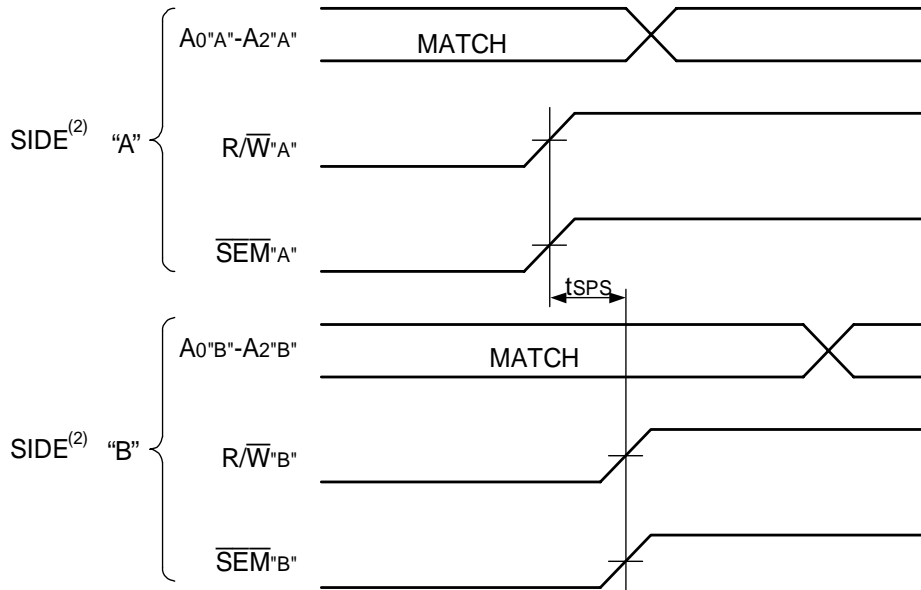 A0"A"-A2"A"
MATCH
SIDE(2) “A”
R/W"A"
SEM"A"
tSPS
A0"B"-A2"B"
MATCH
SIDE(2) “B”
R/W"B"
SEM"B"